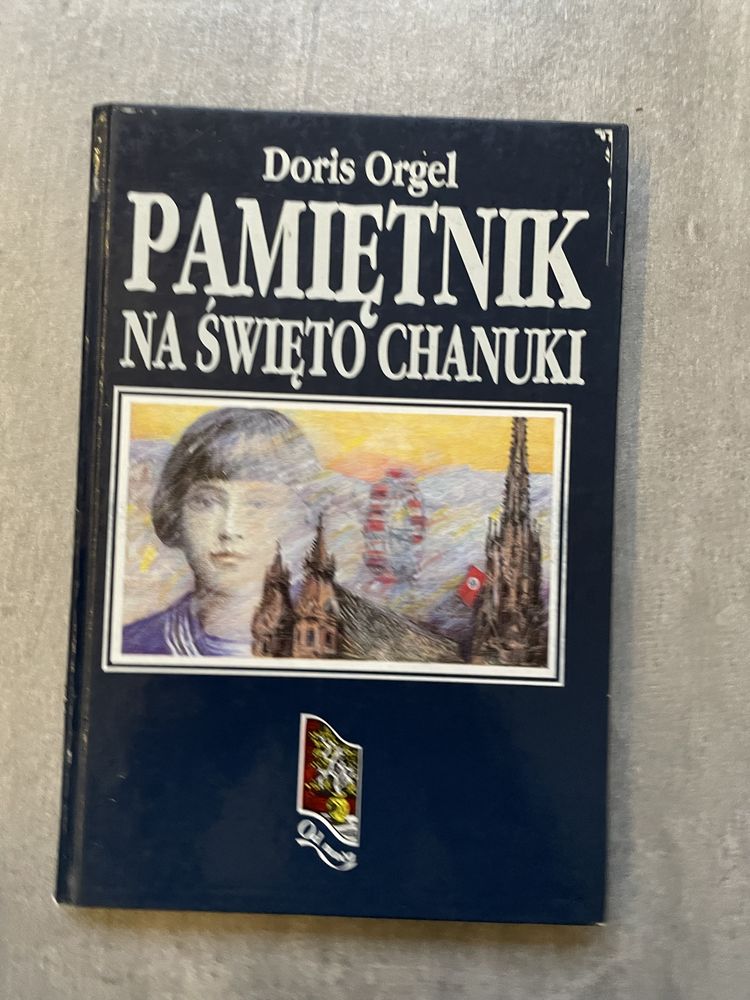 Doris Orgel
PAMIĘTNIK
NA ŚWIĘTO CHANUKI